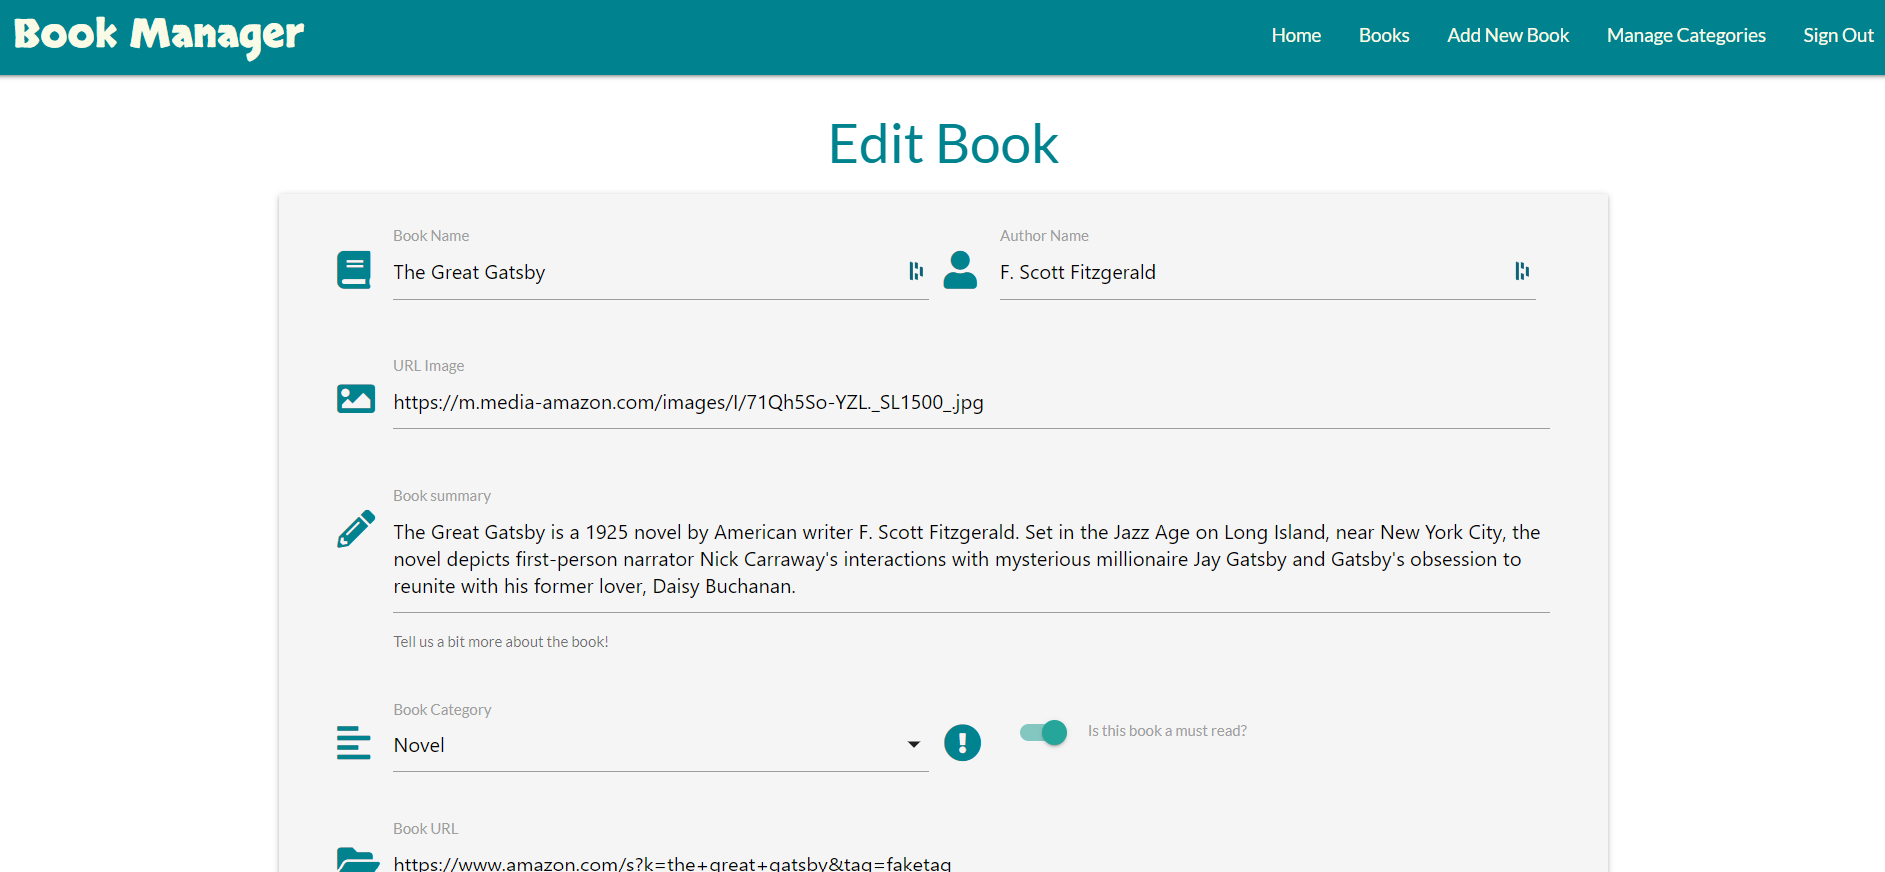 Book Manager
Home Books Add New Book Manage Categories Sign Out
Edit Book
Book Name Author Name
The Great Gatsby F. Scott Fitzgerald
URL Image
https://m.media-amazon.com/images/I/71Qh5So-YZL._SL1500_.jpg
Book summary
The Great Gatsby is a 1925 novel by American writer F. Scott Fitzgerald. Set in the Jazz Age on Long Island, near New York City, the
novel depicts first-person narrator Nick Carraway's interactions with mysterious millionaire Jay Gatsby and Gatsby's obsession to
reunite with his former lover, Daisy Buchanan.
Tell us a bit more about the book!
Book Category
Novel
Is this book a must read?
Book URL
https://www.amazon.com/s?k=the+great+gatsby&tag=faketag